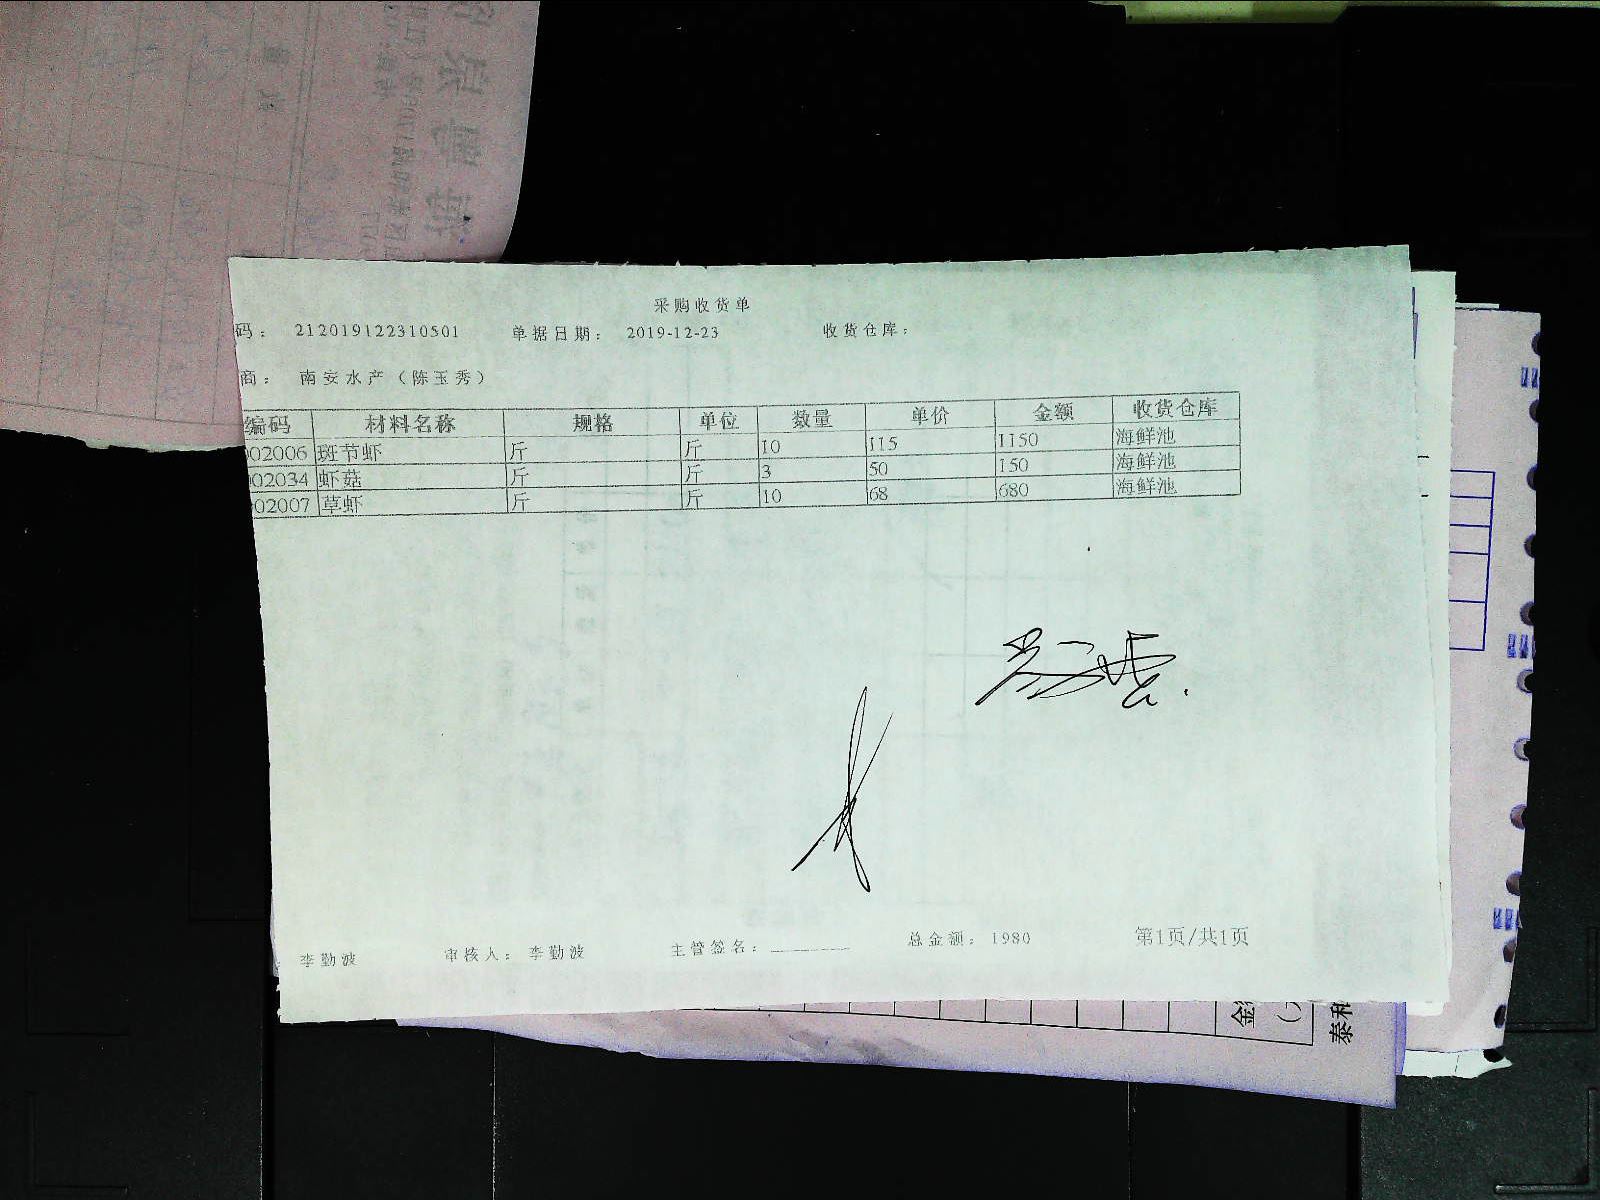 采购收货单
码： 212019122310501 单据日期： 2019-12-23 收货仓库：
商： 南安水产（陈玉秀）
编码 材料名称 规格 单位 数量 单价 金额 收货仓库
02006 斑节虾 斤 斤 10 115 1150 海鲜池
02034 虾菇 斤 斤 3 50 150 海鲜池
02007 草虾 斤 斤 10 68 680 海鲜池
李勤波 审核人： 李勤波 主管签名： 总金额： 1980 第1页/共1页